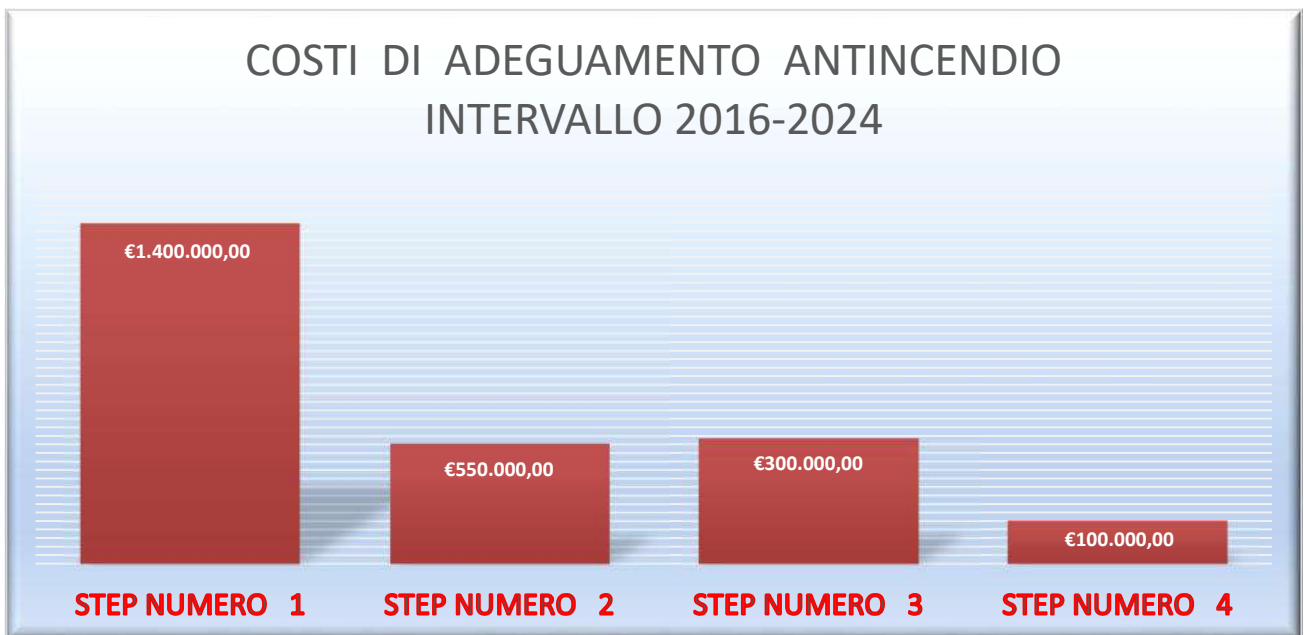 COSTI DI ADEGUAMENTO ANTINCENDIO
INTERVALLO 2016-2024
€1.400.000,00
€550.000,00
€300.000,00
€100.000,00
STEP NUMERO 1
STEP NUMERO 2
STEP NUMERO 3
STEP NUMERO 4